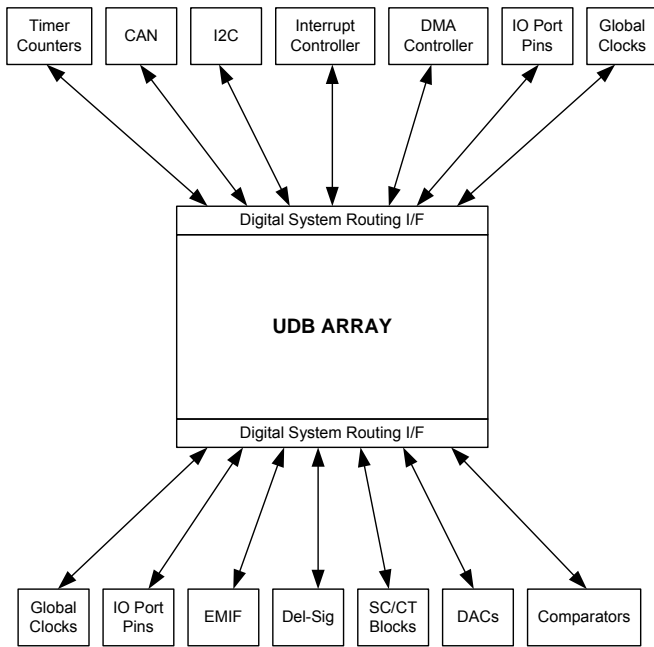 Timer
Counters
CAN
I2C
Interrupt
Controller
DMA
Controller
IO Port
Pins
Global
Clocks
Digital System Routing I/F
UDB ARRAY
Digital System Routing I/F
Global
Clocks
IO Port
Pins
EMIF
Del-Sig
SC/CT
Blocks
DACs
Comparators